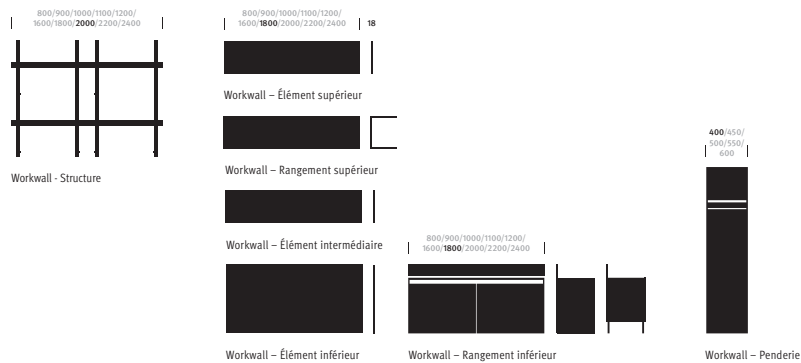 800/900/1000/1100/1200/
1600/1800/2000/2200/2400
Workwall - Structure
800/900/1000/1100/1200/
1600/1800/2000/2200/2400
18
Workwall – Élément supérieur
Workwall – Rangement supérieur
Workwall – Élément intermédiaire
Workwall – Élément inférieur
800/900/1000/1100/1200/
1600/1800/2000/2200/2400
Workwall – Rangement inférieur
400/450/
500/550/
600
Workwall – Penderie